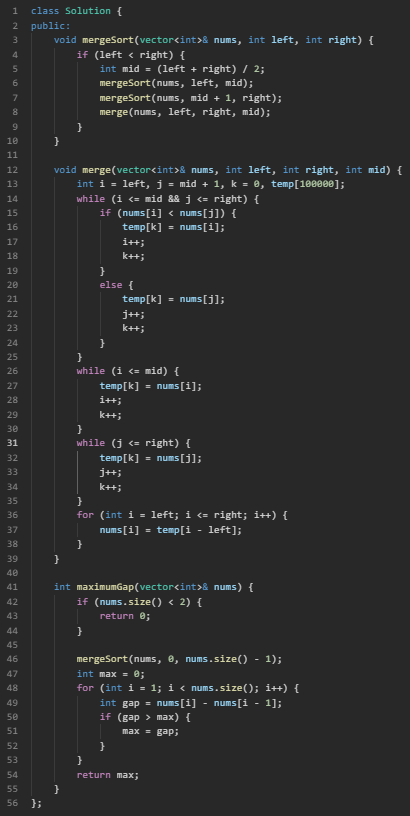 1 class Solution {
2 public:
3     void mergeSort(vector<int>& nums, int left, int right) {
4         if (left < right) {
5             int mid = (left + right) / 2;
6             mergeSort(nums, left, mid);
7             mergeSort(nums, mid + 1, right);
8             merge(nums, left, right, mid);
9         }
10     }
11
12     void merge(vector<int>& nums, int left, int right, int mid) {
13         int i = left, j = mid + 1, k = 0, temp[100000];
14         while (i <= mid && j <= right) {
15             if (nums[i] < nums[j]) {
16                 temp[k] = nums[i];
17                 i++;
18                 k++;
19             }
20             else {
21                 temp[k] = nums[j];
22                 j++;
23                 k++;
24             }
25         }
26         while (i <= mid) {
27             temp[k] = nums[i];
28             i++;
29             k++;
30         }
31         while (j <= right) {
32             temp[k] = nums[j];
33             j++;
34             k++;
35         }
36         for (int i = left; i <= right; i++) {
37             nums[i] = temp[i - left];
38         }
39     }
40
41     int maximumGap(vector<int>& nums) {
42         if (nums.size() < 2) {
43             return 0;
44         }
45
46         mergeSort(nums, 0, nums.size() - 1);
47         int max = 0;
48         for (int i = 1; i < nums.size(); i++) {
49             int gap = nums[i] - nums[i - 1];
50             if (gap > max) {
51                 max = gap;
52             }
53         }
54         return max;
55     }
56 };